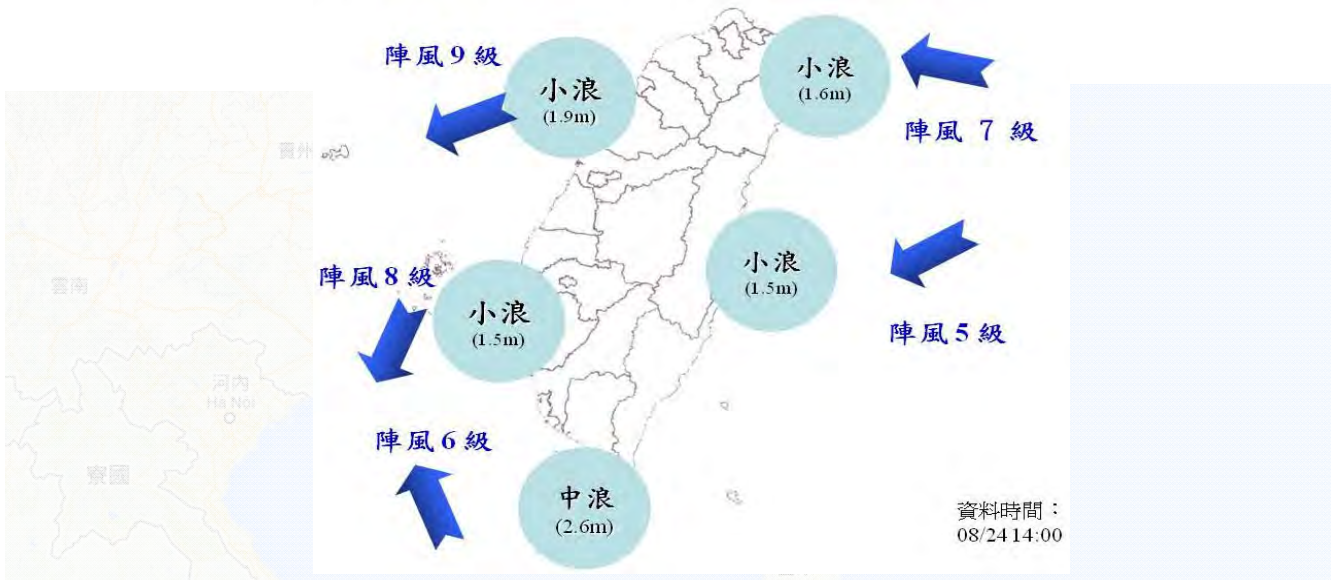 陣風 9 級
小浪
(1.9m)
小浪
(1.6m)
陣風 7 級
貴州
陣風 8 級
雲南
小浪
(1.5m)
小浪
(1.5m)
陣風 5 級
河內
Hà Nội
陣風 6 級
寮國
中浪
(2.6m)
資料時間：
08/24 14:00